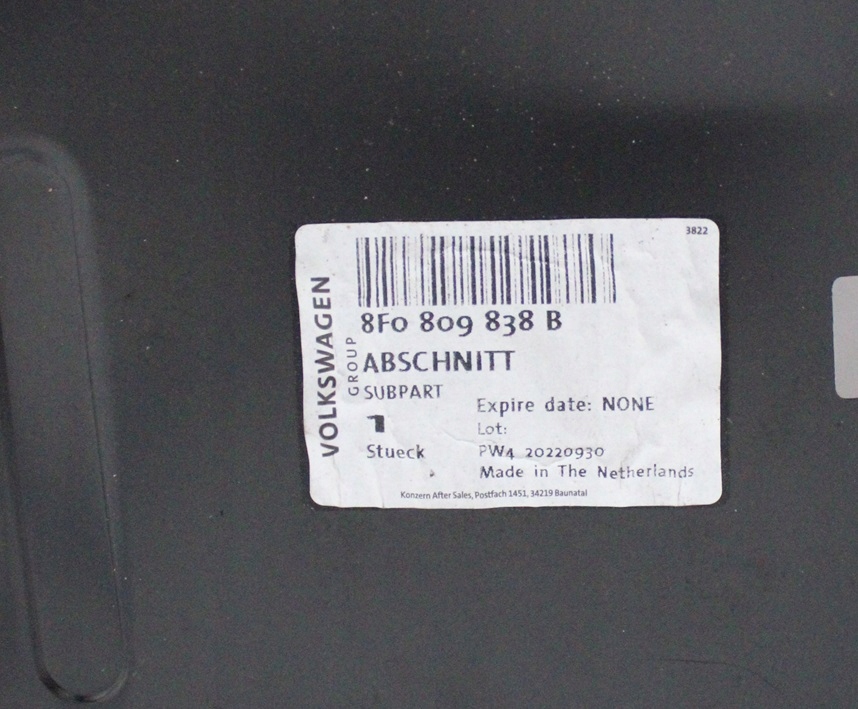 3822
VOLKSWAGEN
GROUP
8F0 809 838 B
ABSCHNITT
SUBPART
1
Stueck
Expire date: NONE
Lot:
PW4 20220930
Made in The Netherlands
Konzern After Sales, Postfach 1451, 34219 Baunatal